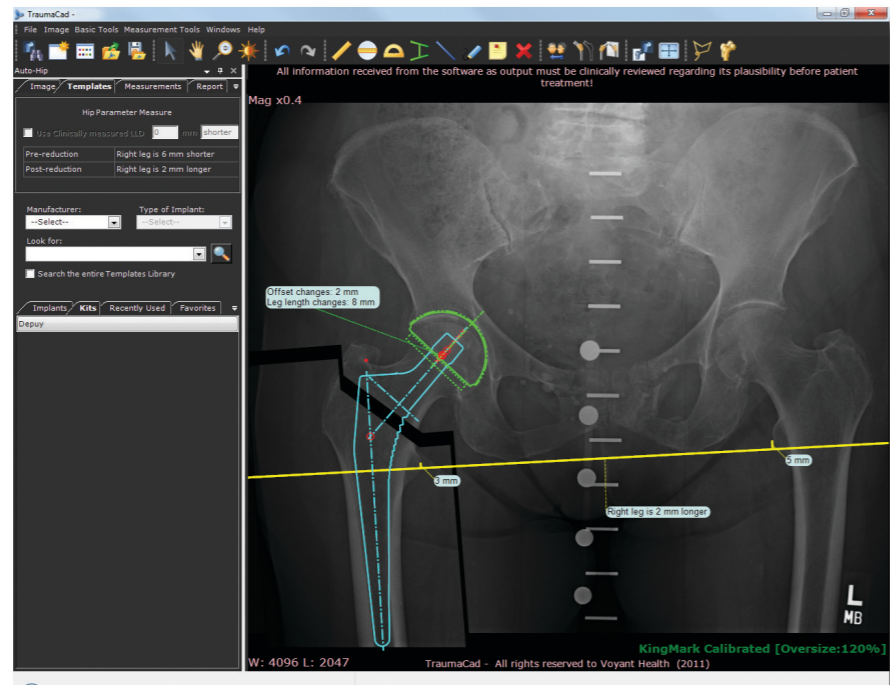 TraumaCad -
File Image Basic Tools Measurement Tools Windows Help
Auto-Hip
Image Templates Measurements Report
Hip Parameter Measure
Use Clinically measured LLD 0 mm shorter
Pre-reduction Right leg is 6 mm shorter
Post-reduction Right leg is 2 mm longer
Manufacturer: Type of Implant:
--Select-- --Select--
Look for:
Search the entire Templates Library
Implants Kits Recently Used Favorites
Depuy
All information received from the software as output must be clinically reviewed regarding its plausibility before patient
treatment!
Mag x0.4
Offset changes: 2 mm
Leg length changes: 8 mm
5 mm
3 mm
Right leg is 2 mm longer
L
MB
KingMark Calibrated [Oversize:120%]
W: 4096 L: 2047
TraumaCad - All rights reserved to Voyant Health (2011)